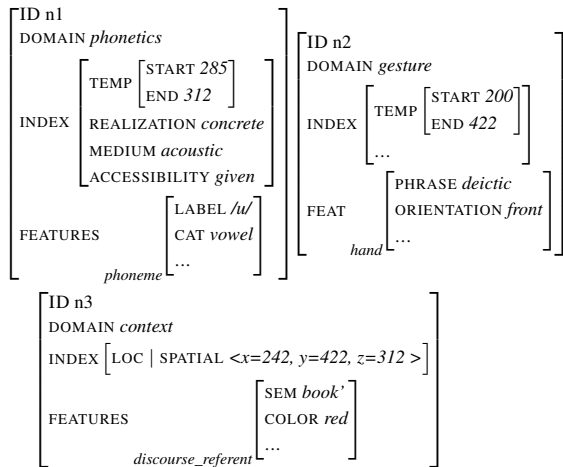 ID n1
DOMAIN phonetics
INDEX
TEMP
START 285
END 312
REALIZATION concrete
MEDIUM acoustic
ACCESSIBILITY given
FEATURES
phoneme
LABEL /u/
CAT vowel
...
ID n2
DOMAIN gesture
INDEX
TEMP
START 200
END 422
...
FEAT
hand
PHRASE deictic
ORIENTATION front
...
ID n3
DOMAIN context
INDEX LOC | SPATIAL <x=242, y=422, z=312 >
FEATURES
discourse_referent
SEM book'
COLOR red
...